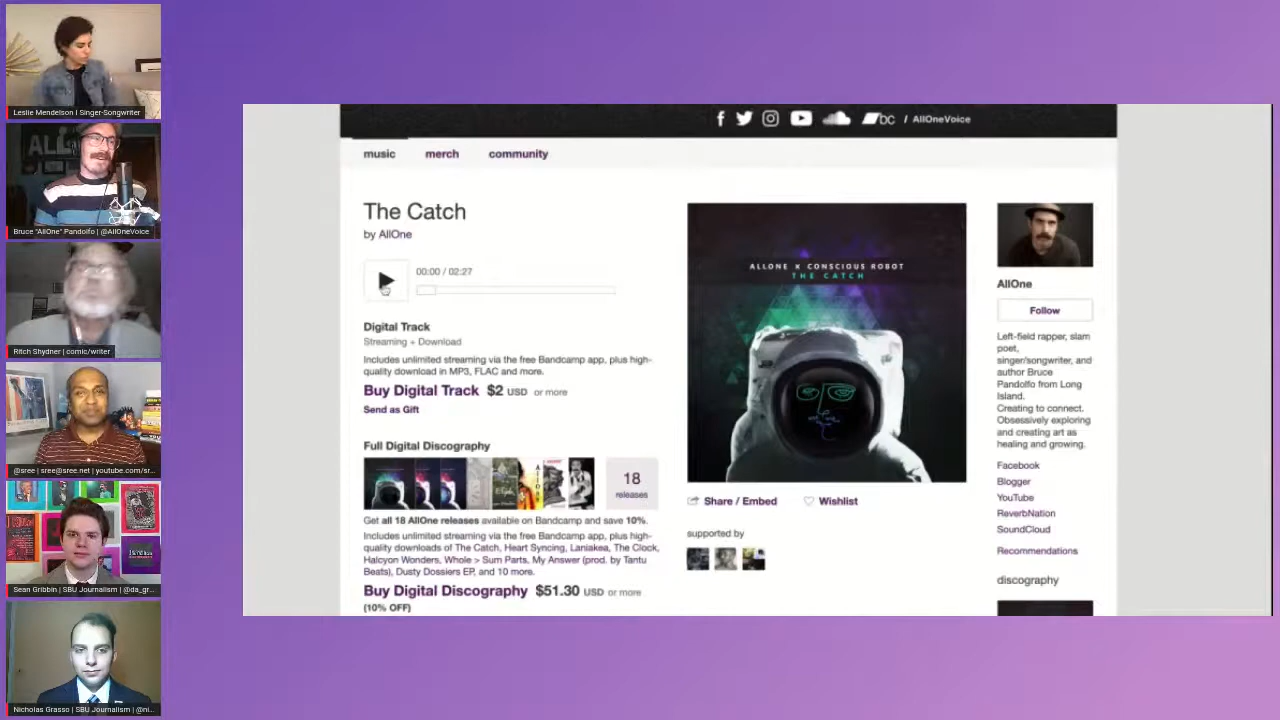 Leslie Mendelson | Singer-Songwriter
Bruce "AllOne" Pandolfo | @AllOneVoice
Ritch Shydner | comic/writer
@sree | sree@sree.net | youtube.com/sr...
Sean Gribbin | SBU Journalism | @da_gr...
Nicholas Grasso | SBU Journalism | @ni...
/ AllOneVoice
music merch community
The Catch
by AllOne
00:00 / 02:27
Digital Track
Streaming + Download
Includes unlimited streaming via the free Bandcamp app, plus high-
quality download in MP3, FLAC and more.
Buy Digital Track $2 USD or more
Send as Gift
Full Digital Discography
18
releases
Get all 18 AllOne releases available on Bandcamp and save 10%.
Includes unlimited streaming via the free Bandcamp app, plus high-
quality downloads of The Catch, Heart Syncing, Laniakea, The Clock,
Halcyon Wonders, Whole > Sum Parts, My Answer (prod. by Tantu
Beats), Dusty Dossiers EP, and 10 more.
Buy Digital Discography $51.30 USD or more
(10% OFF)
ALLONE X CONSCIOUS ROBOT
THE CATCH
Share / Embed
Wishlist
supported by
AllOne
Follow
Left-field rapper, slam
poet,
singer/songwriter, and
author Bruce
Pandolfo from Long
Island.
Creating to connect.
Obsessively exploring
and creating art as
healing and growing.
Facebook
Blogger
YouTube
ReverbNation
SoundCloud
Recommendations
discography